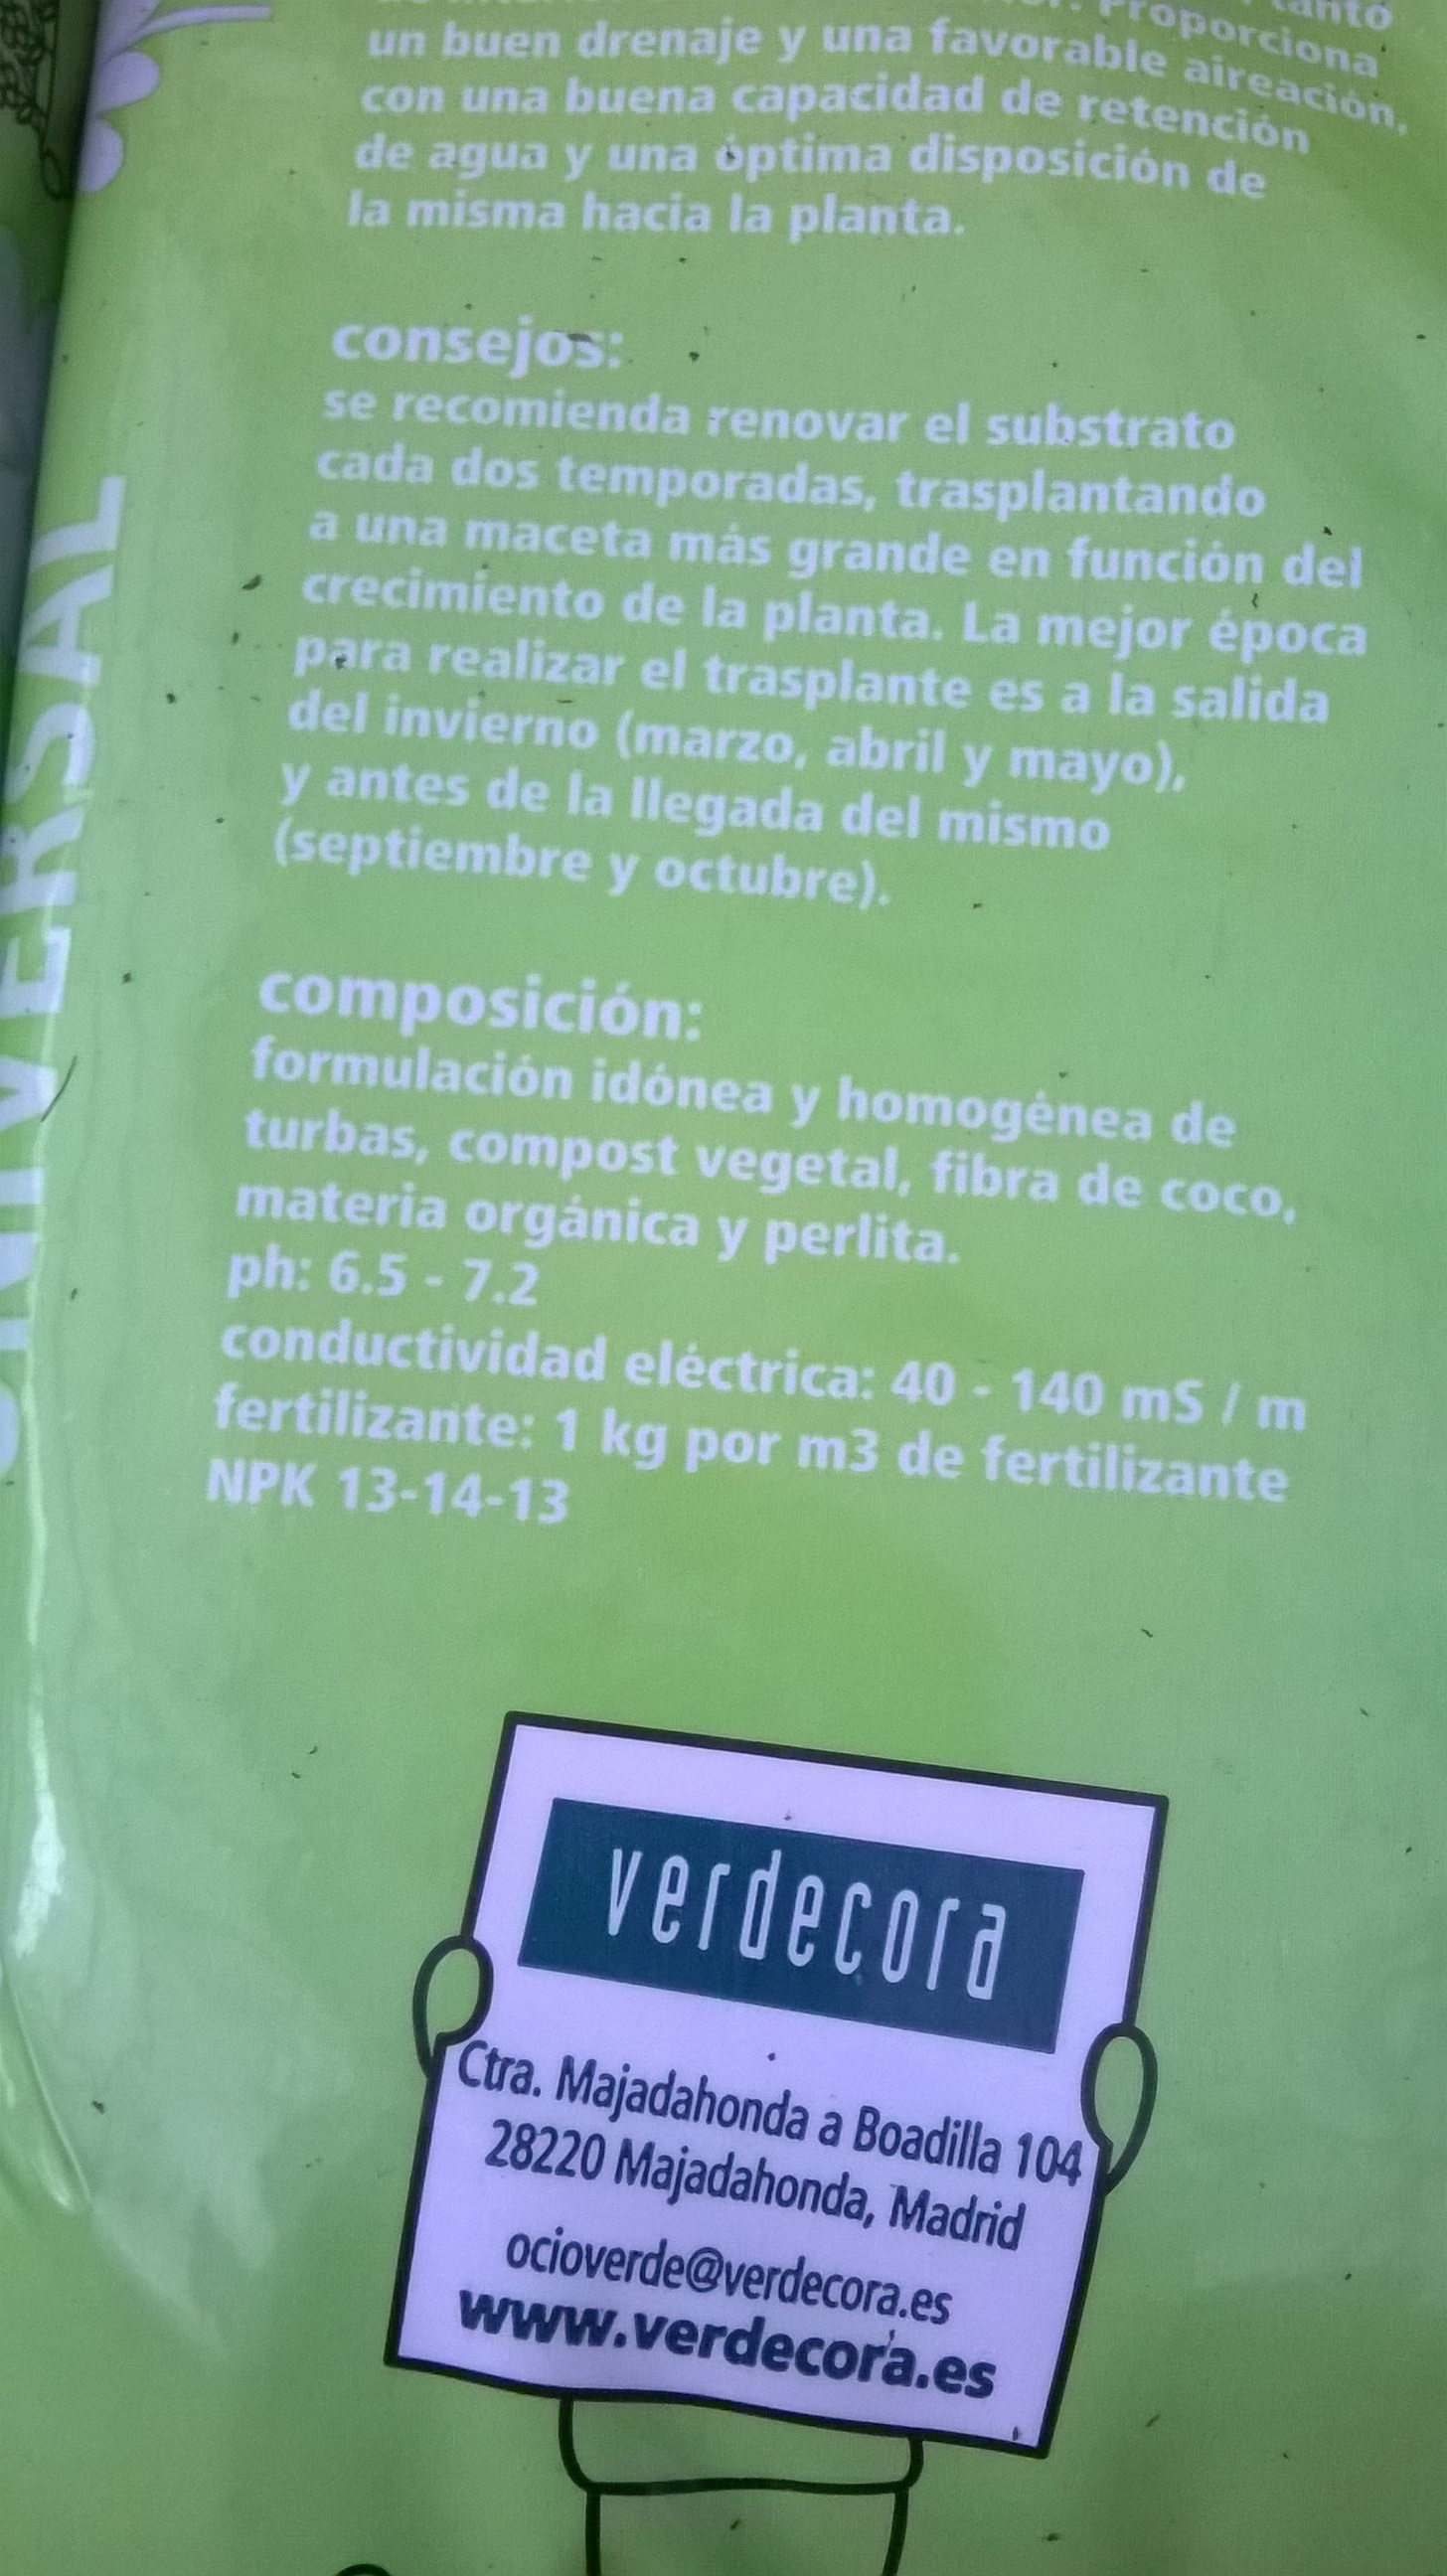 tanto
Proporciona
un buen drenaje y una favorable aireación,
con una buena capacidad de retención
de agua y una óptima disposición de
la misma hacia la planta.
consejos:
se recomienda renovar el substrato
cada dos temporadas, trasplantando
a una maceta más grande en función del
crecimiento de la planta. La mejor época
para realizar el trasplante es a la salida
del invierno (marzo, abril y mayo),
y antes de la llegada del mismo
(septiembre y octubre).
composición:
formulación idónea y homogénea de
turbas, compost vegetal, fibra de coco,
materia orgánica y perlita.
ph: 6.5 - 7.2
conductividad eléctrica: 40 - 140 mS / m
fertilizante: 1 kg por m3 de fertilizante
NPK 13-14-13
UNIVERSAL
verdecora
Ctra. Majadahonda a Boadilla 104
28220 Majadahonda, Madrid
ocioverde@verdecora.es
www.verdecora.es